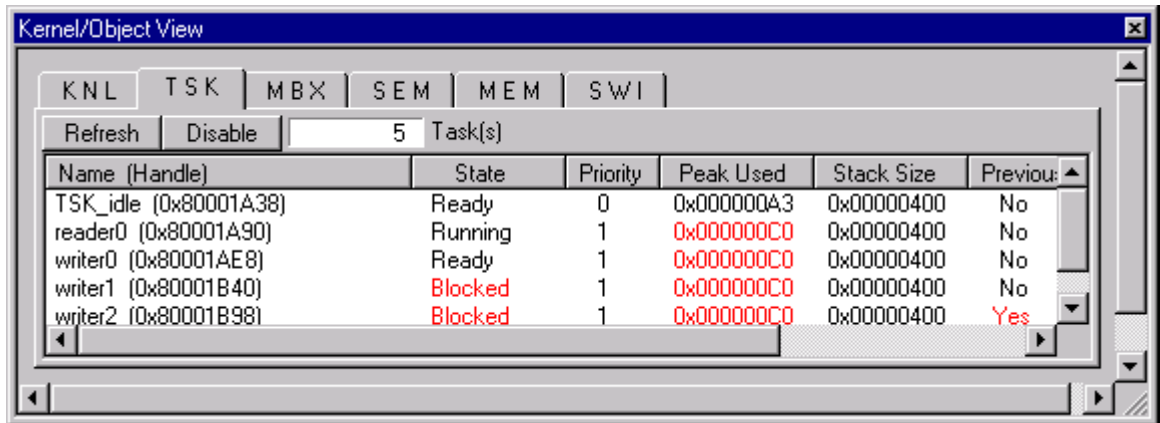 Kernel/Object View
KNL TSK MBX SEM MEM SWI
Refresh Disable 5 Task(s)
Name (Handle) State Priority Peak Used Stack Size Previou
TSK_idle (0x80001A38) Ready 0 0x000000A3 0x00000400 No
reader0 (0x80001A90) Running 1 0x000000C0 0x00000400 No
writer0 (0x80001AE8) Ready 1 0x000000C0 0x00000400 No
writer1 (0x80001B40) Blocked 1 0x000000C0 0x00000400 No
writer2 (0x80001B98) Blocked 1 0x000000C0 0x00000400 Yes